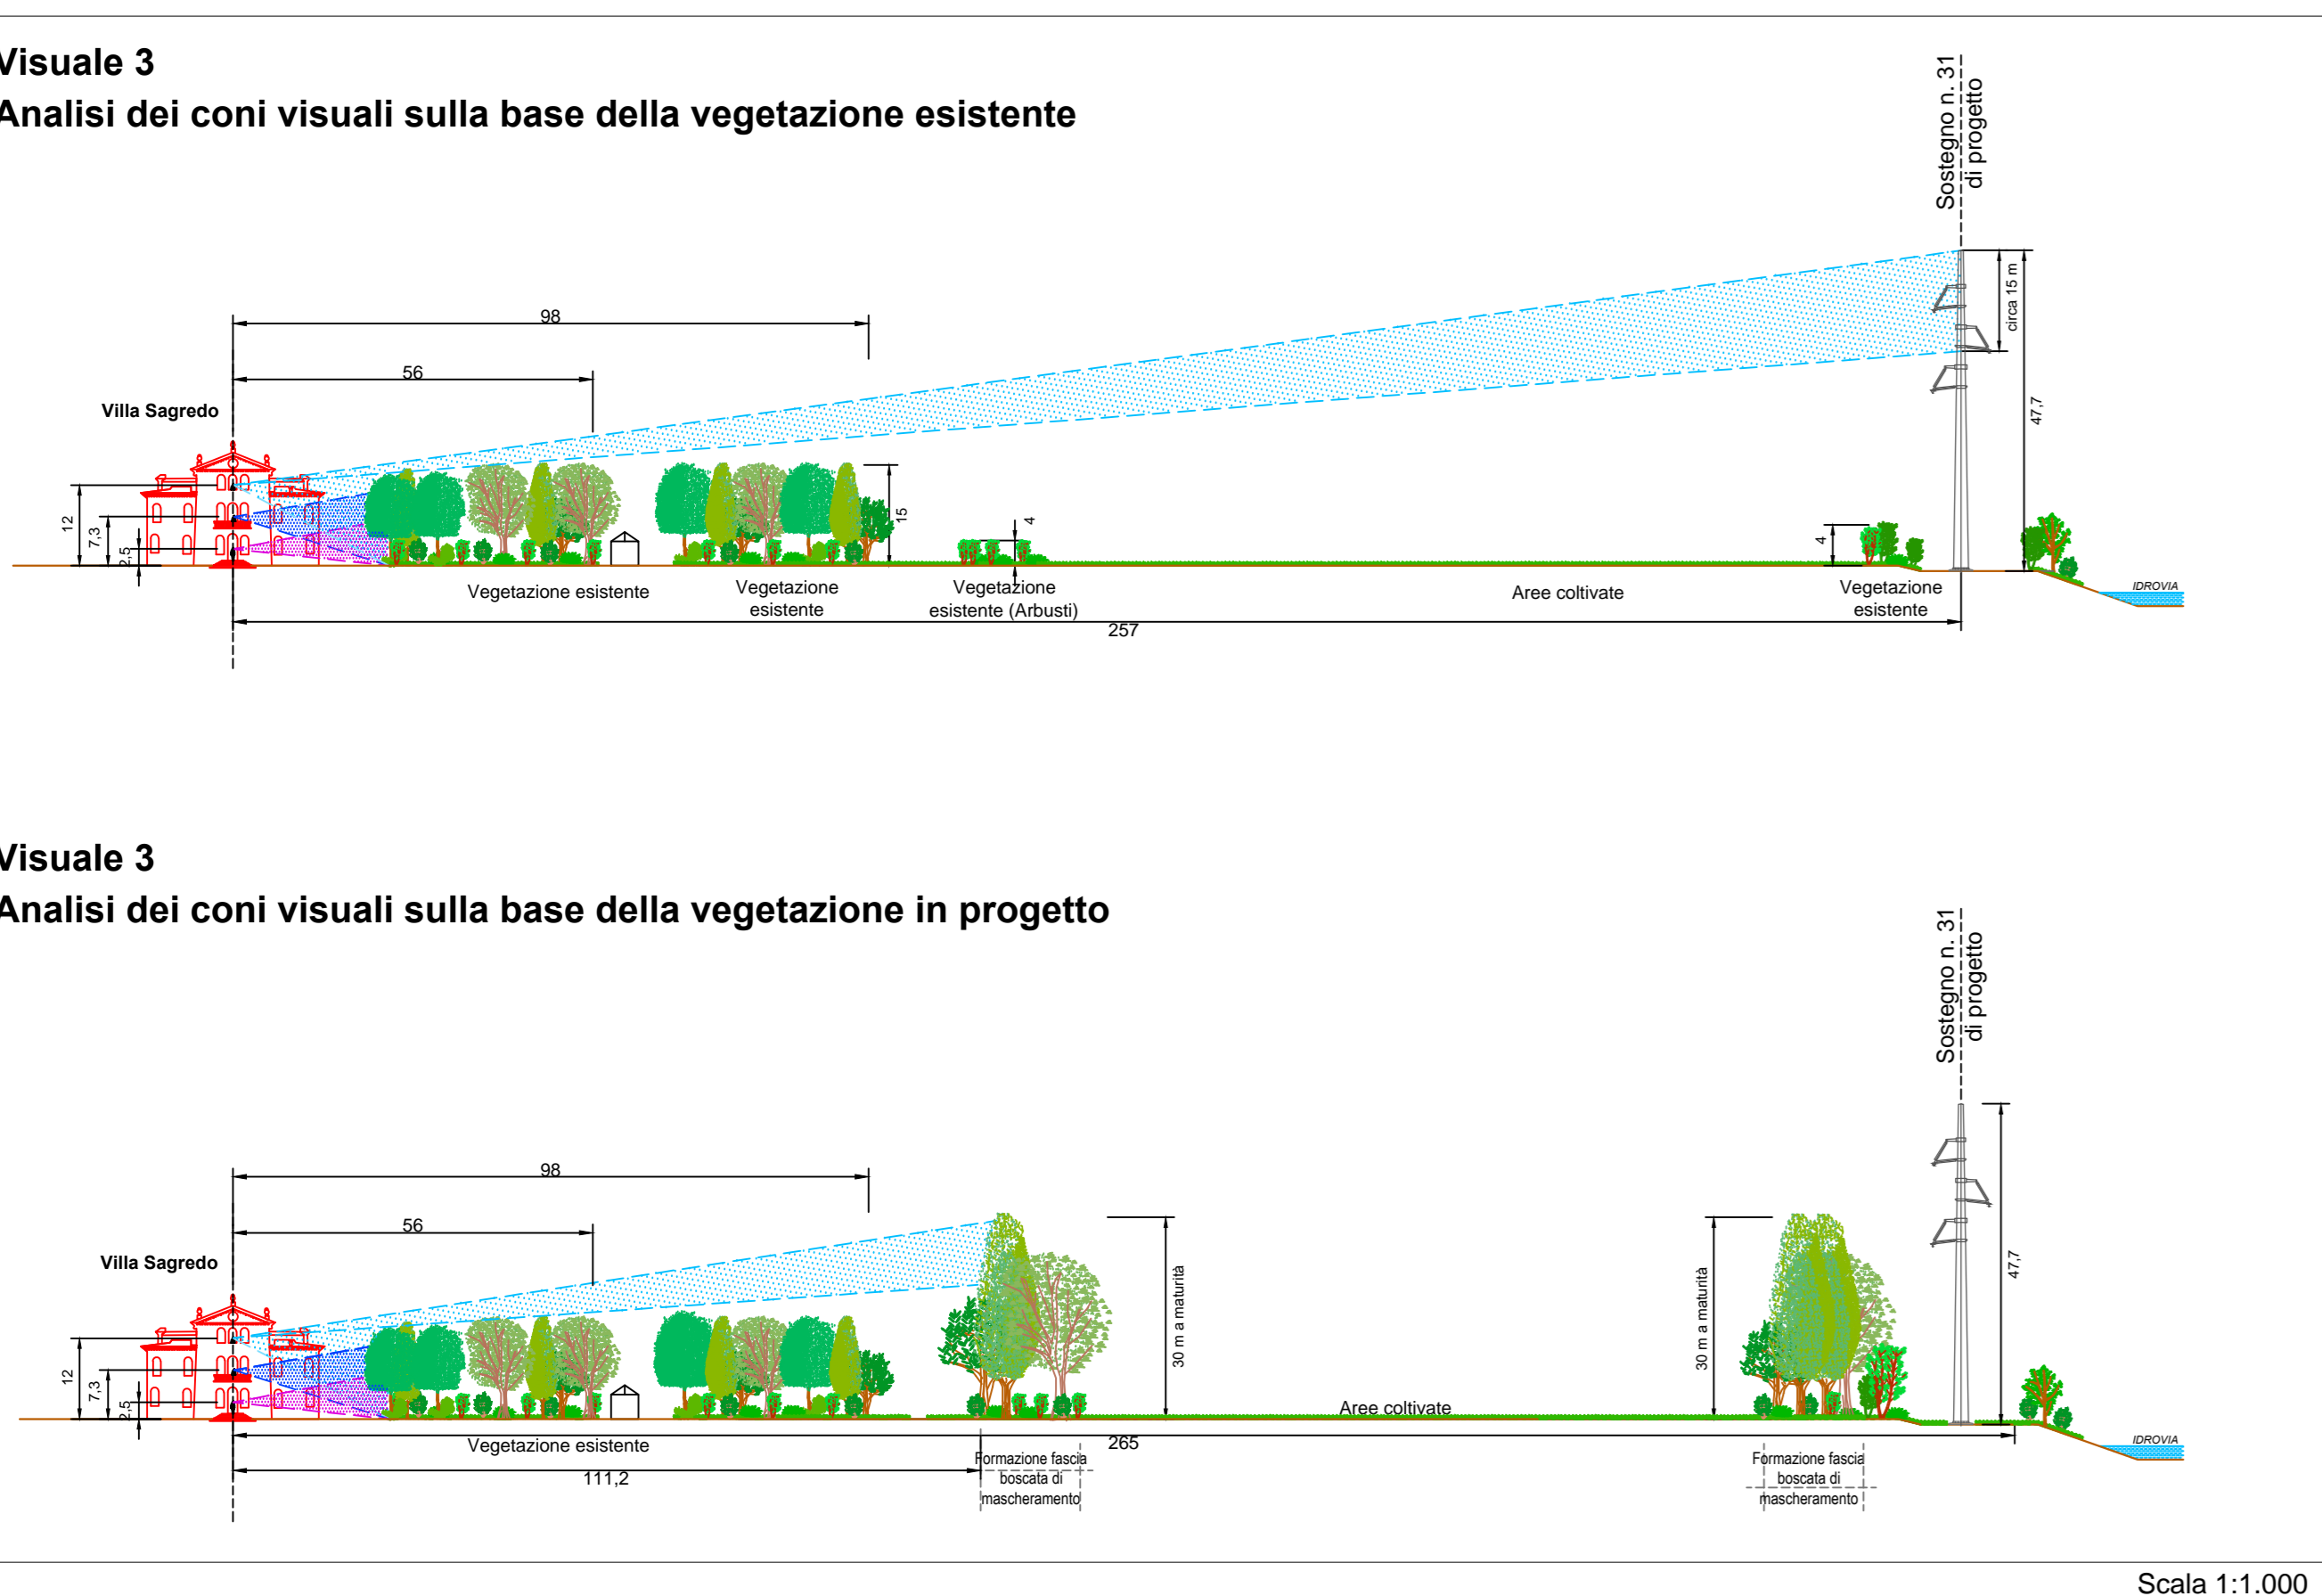 Visuale 3
Analisi dei coni visuali sulla base della vegetazione esistente
Sostegno n. 31
di progetto
circa 15 m
47,7
98
56
Villa Sagredo
12
7,3
2,5
15
4
4
Vegetazione esistente
Vegetazione
esistente
Vegetazione
esistente (Arbusti)
Aree coltivate
Vegetazione
esistente
IDROVIA
257
Visuale 3
Analisi dei coni visuali sulla base della vegetazione in progetto
Sostegno n. 31
di progetto
47,7
98
56
Villa Sagredo
12
7,3
2,5
30 m a maturità
30 m a maturità
Aree coltivate
Vegetazione esistente
265
IDROVIA
111,2
Formazione fascia
boscata di
mascheramento
Formazione fascia
boscata di
mascheramento
Scala 1:1.000